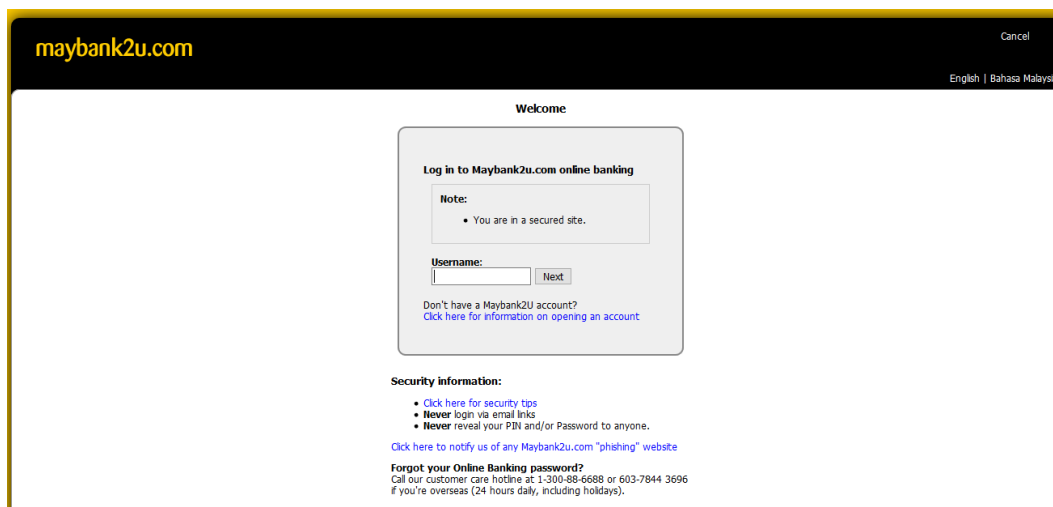 maybank2u.com
Cancel
English | Bahasa Malaysi
Welcome
Log in to Maybank2u.com online banking
Note:
• You are in a secured site.
Username:
Next
Don't have a Maybank2U account?
Click here for information on opening an account
Security information:
• Click here for security tips
• Never login via email links
• Never reveal your PIN and/or Password to anyone.
Click here to notify us of any Maybank2u.com "phishing" website
Forgot your Online Banking password?
Call our customer care hotline at 1-300-88-6688 or 603-7844 3696
if you're overseas (24 hours daily, including holidays).